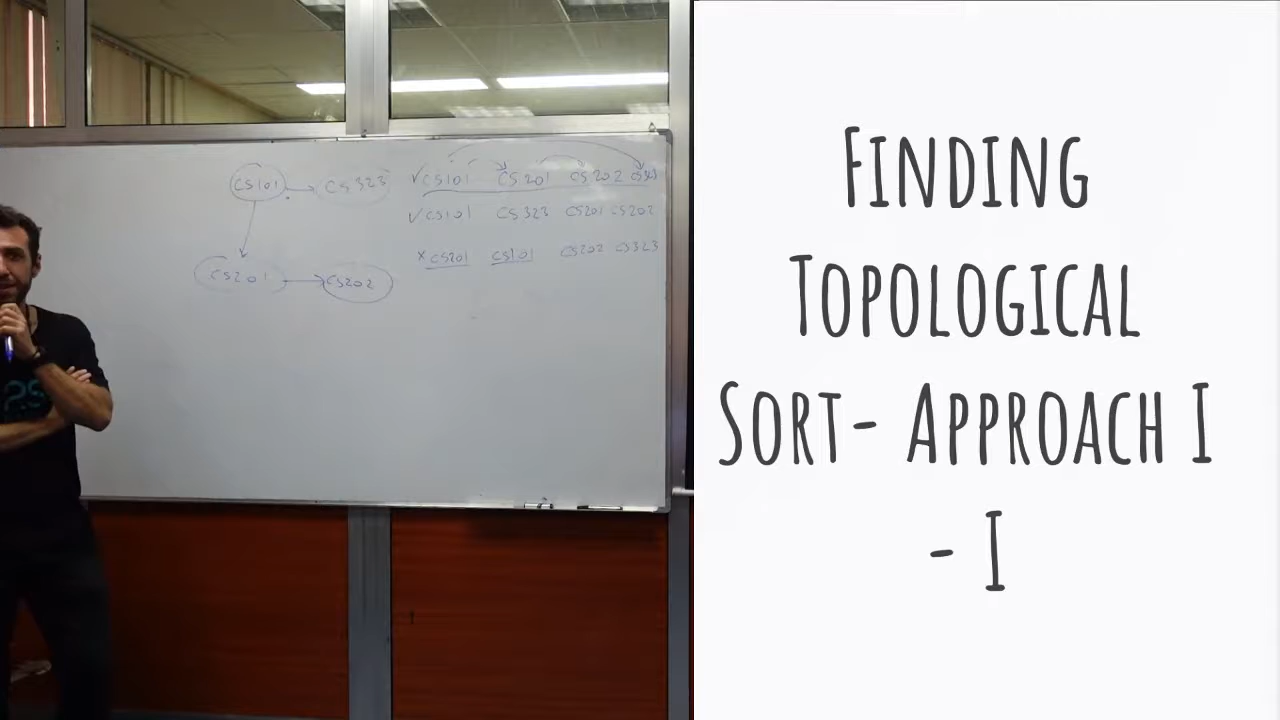 CS101 CS323
CS201 CS202
✓CS101 CS201 CS202 CS323
✓CS101 CS323 CS201 CS202
×CS201 CS101 CS202 CS323
Finding
Topological
Sort- Approach I
- I